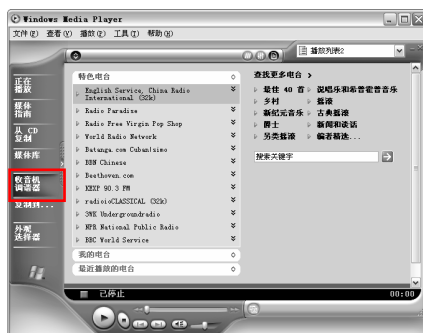 Windows Media Player
文件(F) 查看(V) 播放(P) 工具(T) 帮助(H)
播放列表2
正在
播放
媒体
指南
从 CD
复制
媒体库
收音机
调谐器
复制到...
外观
选择器
特色电台
English Service, China Radio
International (32k)
Radio Paradise
Radio Free Virgin Pop Shop
World Radio Network
Batanga.com Cubanisimo
BBN Chinese
Beethoven.com
KEXP 90.3 FM
radioioCLASSICAL (32k)
3WK Undergroundradio
NPR National Public Radio
BBC World Service
我的电台
最近播放的电台
查找更多电台 ›
最佳 40 首 说唱乐和希普霍普音乐
乡村 摇滚
新纪元音乐 古典摇滚
爵士 新闻和谈话
另类摇滚 编者精选...
搜索关键字
已停止 00:00